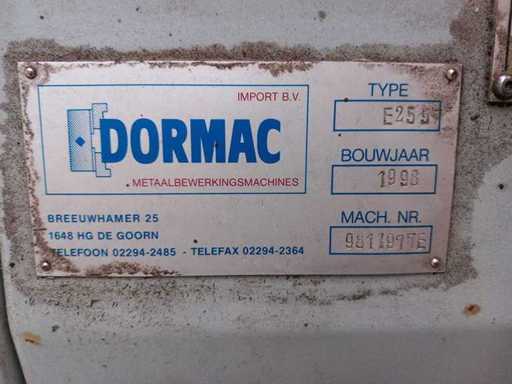 IMPORT B.V.
DORMAC
METAALBEWERKINGSMACHINES
BREEUWHAMER 25
1648 HG DE GOORN
TELEFOON 02294-2485 - TELEFAX 02294-2364
TYPE
BOUWJAAR
1998
MACH. NR.